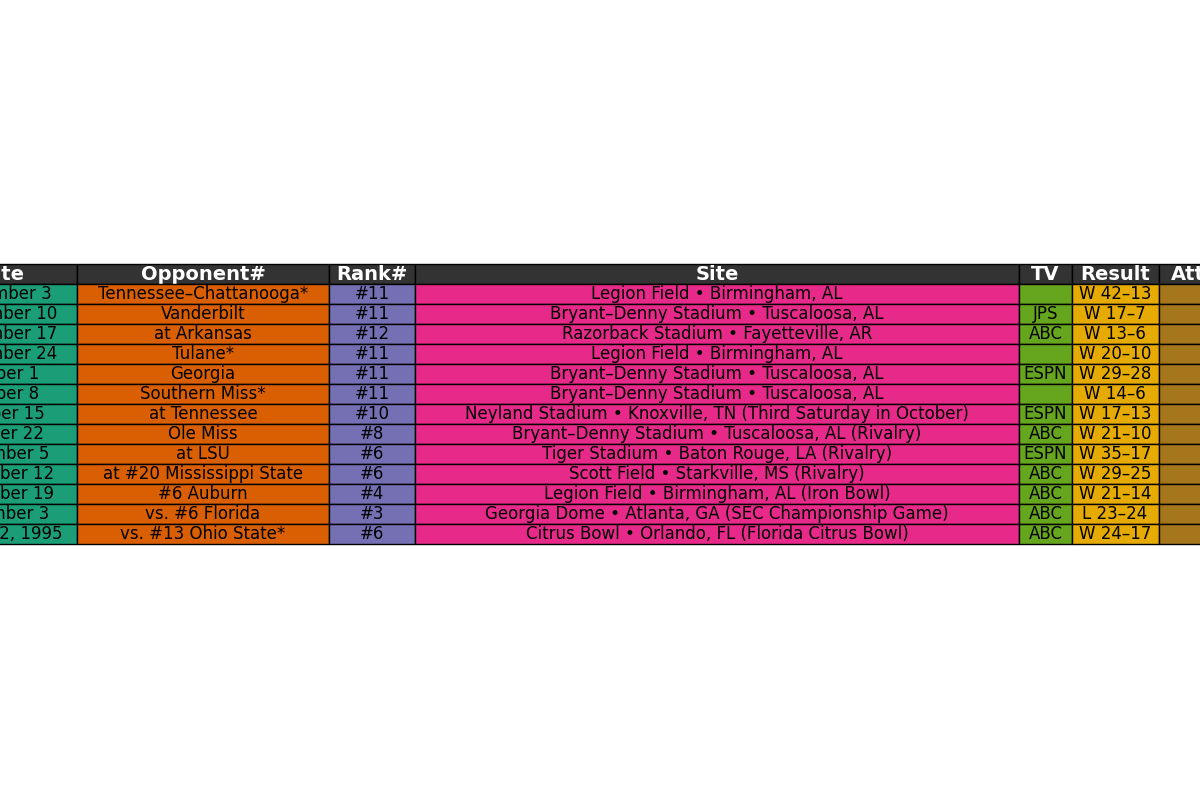 te Opponent# Rank# Site TV Result Att
nber 3 Tennessee–Chattanooga* #11 Legion Field • Birmingham, AL W 42–13
nber 10 Vanderbilt #11 Bryant–Denny Stadium • Tuscaloosa, AL JPS W 17–7
nber 17 at Arkansas #12 Razorback Stadium • Fayetteville, AR ABC W 13–6
nber 24 Tulane* #11 Legion Field • Birmingham, AL W 20–10
ber 1 Georgia #11 Bryant–Denny Stadium • Tuscaloosa, AL ESPN W 29–28
ber 8 Southern Miss* #11 Bryant–Denny Stadium • Tuscaloosa, AL W 14–6
ber 15 at Tennessee #10 Neyland Stadium • Knoxville, TN (Third Saturday in October) ESPN W 17–13
er 22 Ole Miss #8 Bryant–Denny Stadium • Tuscaloosa, AL (Rivalry) ABC W 21–10
nber 5 at LSU #6 Tiger Stadium • Baton Rouge, LA (Rivalry) ESPN W 35–17
ber 12 at #20 Mississippi State #6 Scott Field • Starkville, MS (Rivalry) ABC W 29–25
ber 19 #6 Auburn #4 Legion Field • Birmingham, AL (Iron Bowl) ABC W 21–14
nber 3 vs. #6 Florida #3 Georgia Dome • Atlanta, GA (SEC Championship Game) ABC L 23–24
2, 1995 vs. #13 Ohio State* #6 Citrus Bowl • Orlando, FL (Florida Citrus Bowl) ABC W 24–17